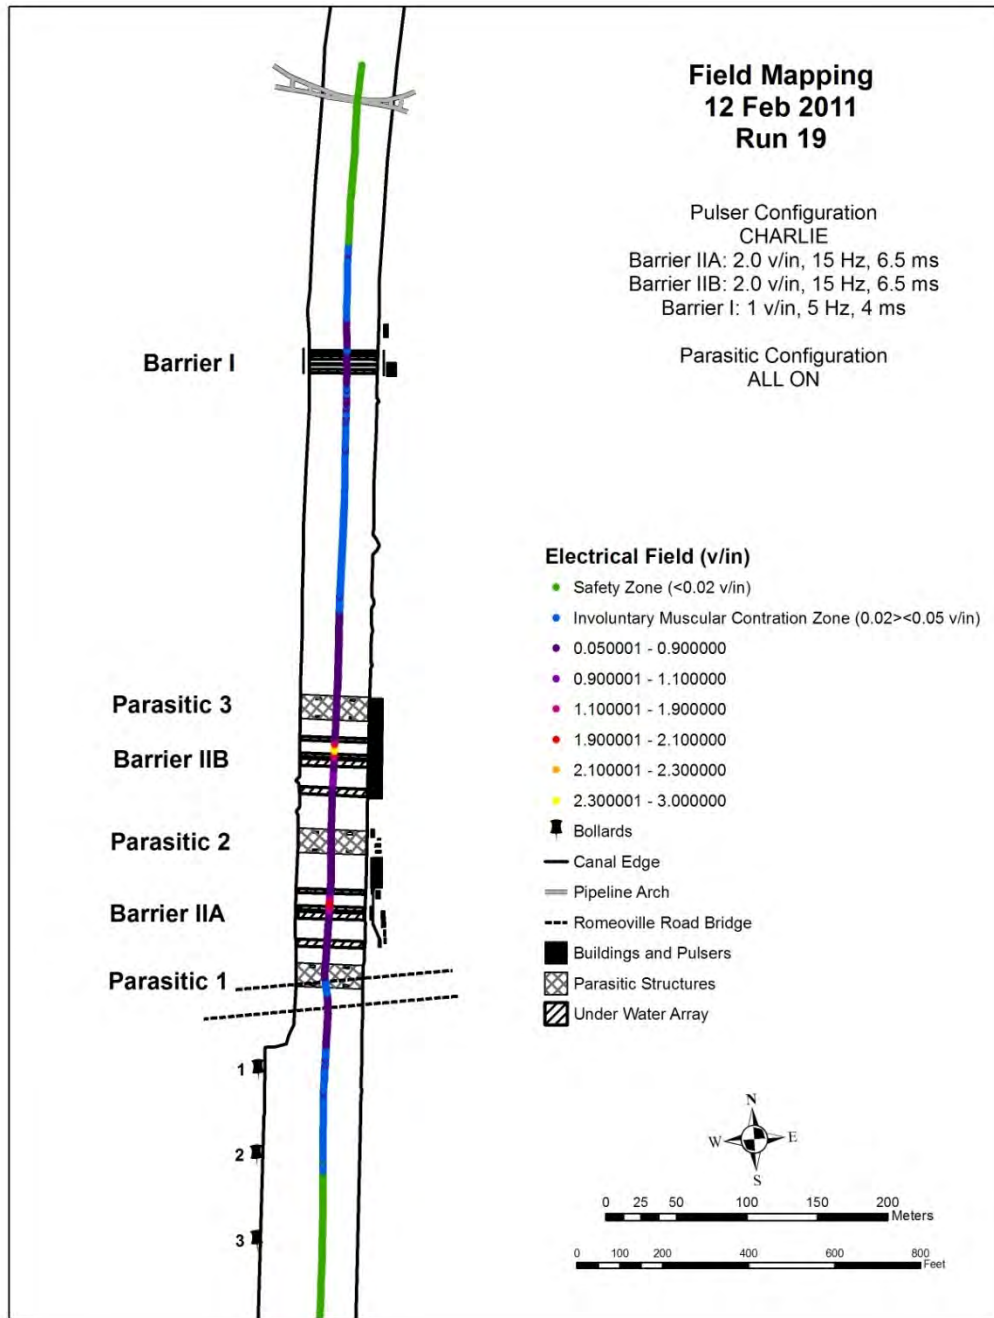 Field Mapping
12 Feb 2011
Run 19
Pulser Configuration
CHARLIE
Barrier IIA: 2.0 v/in, 15 Hz, 6.5 ms
Barrier IIB: 2.0 v/in, 15 Hz, 6.5 ms
Barrier I: 1 v/in, 5 Hz, 4 ms
Parasitic Configuration
ALL ON
Barrier I
Parasitic 3
Barrier IIB
Parasitic 2
Barrier IIA
Parasitic 1
1
2
3
Electrical Field (v/in)
Safety Zone (<0.02 v/in)
Involuntary Muscular Contration Zone (0.02><0.05 v/in)
0.050001 - 0.900000
0.900001 - 1.100000
1.100001 - 1.900000
1.900001 - 2.100000
2.100001 - 2.300000
2.300001 - 3.000000
Bollards
Canal Edge
Pipeline Arch
Romeoville Road Bridge
Buildings and Pulsers
Parasitic Structures
Under Water Array
N
W E
S
0 25 50 100 150 200
Meters
0 100 200 400 600 800
Feet